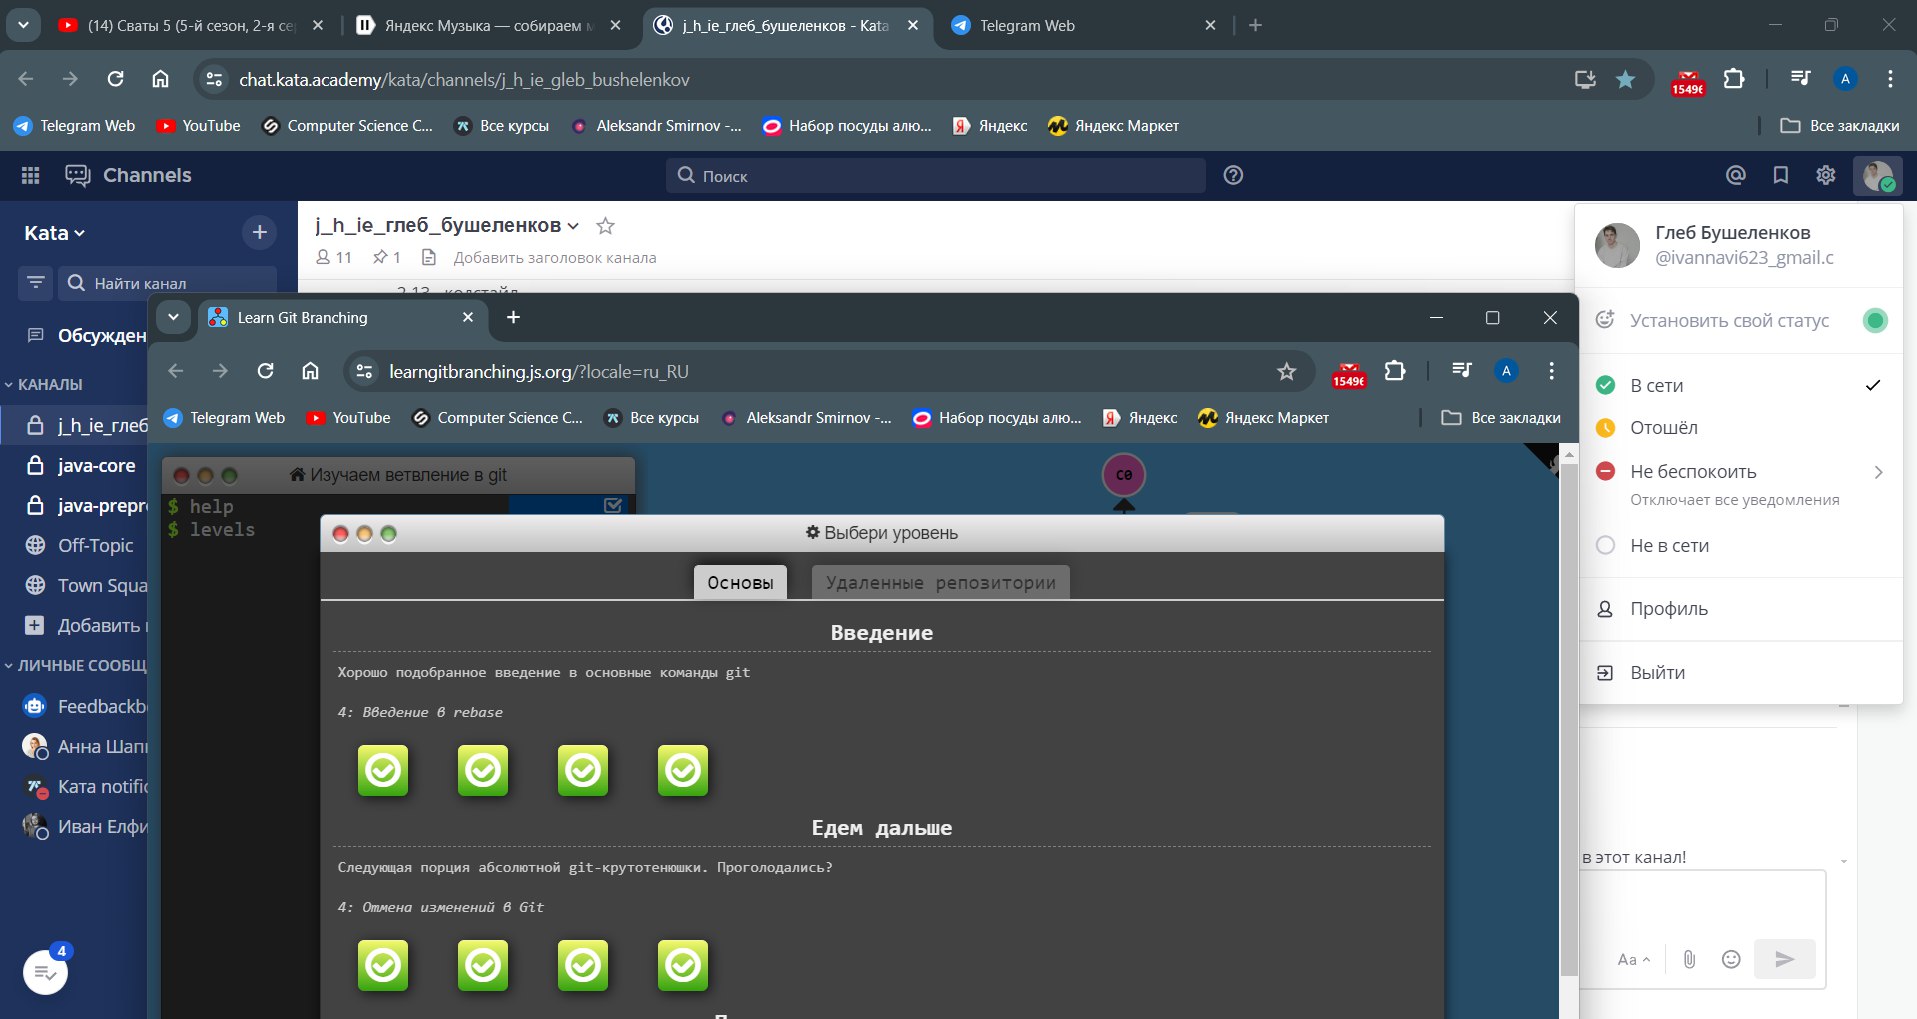 (14) Сваты 5 (5-й сезон, 2-я се
Яндекс Музыка — собираем м
j_h_ie_глеб_бушеленков - Kata
Telegram Web
chat.kata.academy/kata/channels/j_h_ie_gleb_bushelenkov
1549
A
Telegram Web
YouTube
Computer Science C...
Все курсы
Aleksandr Smirnov -...
Набор посуды алю...
Яндекс
Яндекс Маркет
Все закладки
Channels
Поиск
Kata
j_h_ie_глеб_бушеленков
11
1
Добавить заголовок канала
Найти канал
2.13 - кодстайл
Глеб Бушеленков
@ivannavi623_gmail.c
Установить свой статус
В сети
Отошёл
Не беспокоить
Отключает все уведомления
Не в сети
Профиль
Выйти
Обсужден
КАНАЛЫ
j_h_ie_глеб
java-core
java-prepr
Off-Topic
Town Squa
Добавить
ЛИЧНЫЕ СООБЩ
Feedbackb
Анна Шап
Ката notific
Иван Елфи
4
Learn Git Branching
learngitbranching.js.org/?locale=ru_RU
1549
A
Telegram Web
YouTube
Computer Science C...
Все курсы
Aleksandr Smirnov -...
Набор посуды алю...
Яндекс
Яндекс Маркет
Все закладки
Изучаем ветвление в git
$ help
$ levels
C0
Выбери уровень
Основы
Удаленные репозитории
Введение
Хорошо подобранное введение в основные команды git
4: Введение в rebase
Едем дальше
Следующая порция абсолютной git-крутотенюшки. Проголодались?
4: Отмена изменений в Git
в этот канал!
Aa